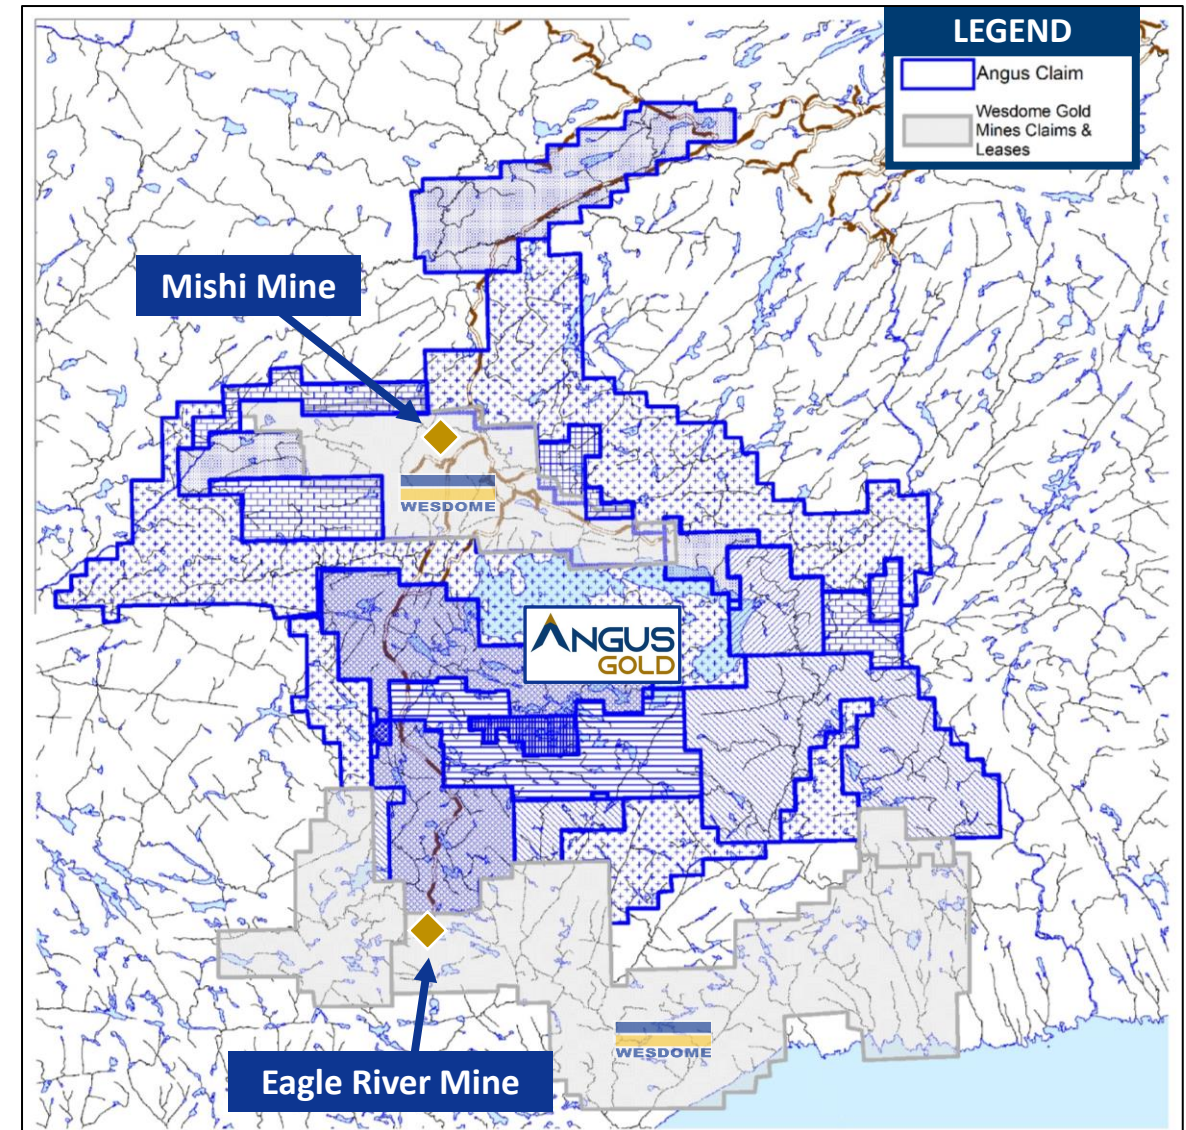 LEGEND
Angus Claim
Wesdome Gold
Mines Claims &
Leases
Mishi Mine
WESDOME
ANGUS
GOLD
WESDOME
Eagle River Mine